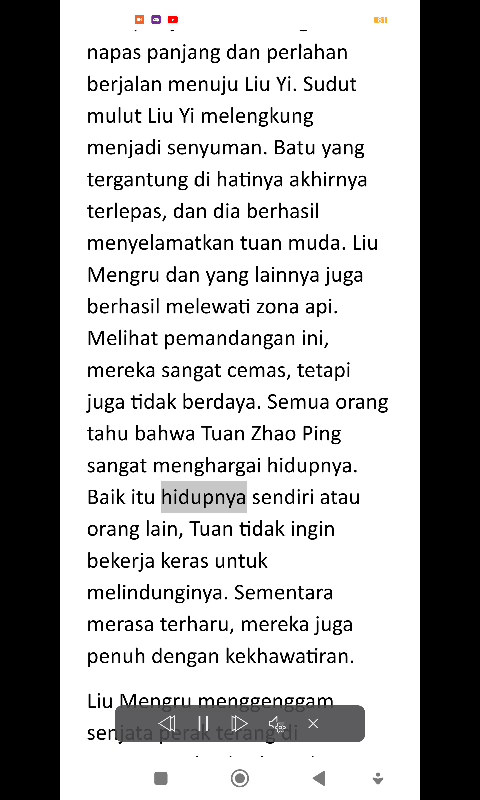 napas panjang dan perlahan
berjalan menuju Liu Yi. Sudut
mulut Liu Yi melengkung
menjadi senyuman. Batu yang
tergantung di hatinya akhirnya
terlepas, dan dia berhasil
menyelamatkan tuan muda. Liu
Mengru dan yang lainnya juga
berhasil melewati zona api.
Melihat pemandangan ini,
mereka sangat cemas, tetapi
juga tidak berdaya. Semua orang
tahu bahwa Tuan Zhao Ping
sangat menghargai hidupnya.
Baik itu hidupnya sendiri atau
orang lain, Tuan tidak ingin
bekerja keras untuk
melindunginya. Sementara
merasa terharu, mereka juga
penuh dengan kekhawatiran.
Liu Mengru menggenggam
senjata perak terang di